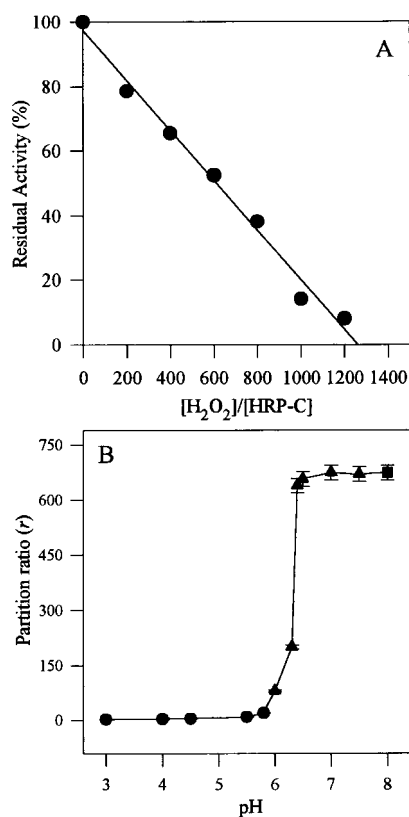 A
Residual Activity (%)
100
80
60
40
20
0
0 200 400 600 800 1000 1200 1400
[H₂O₂]/[HRP-C]
B
Partition ratio (r)
750
600
450
300
150
0
3 4 5 6 7 8
pH